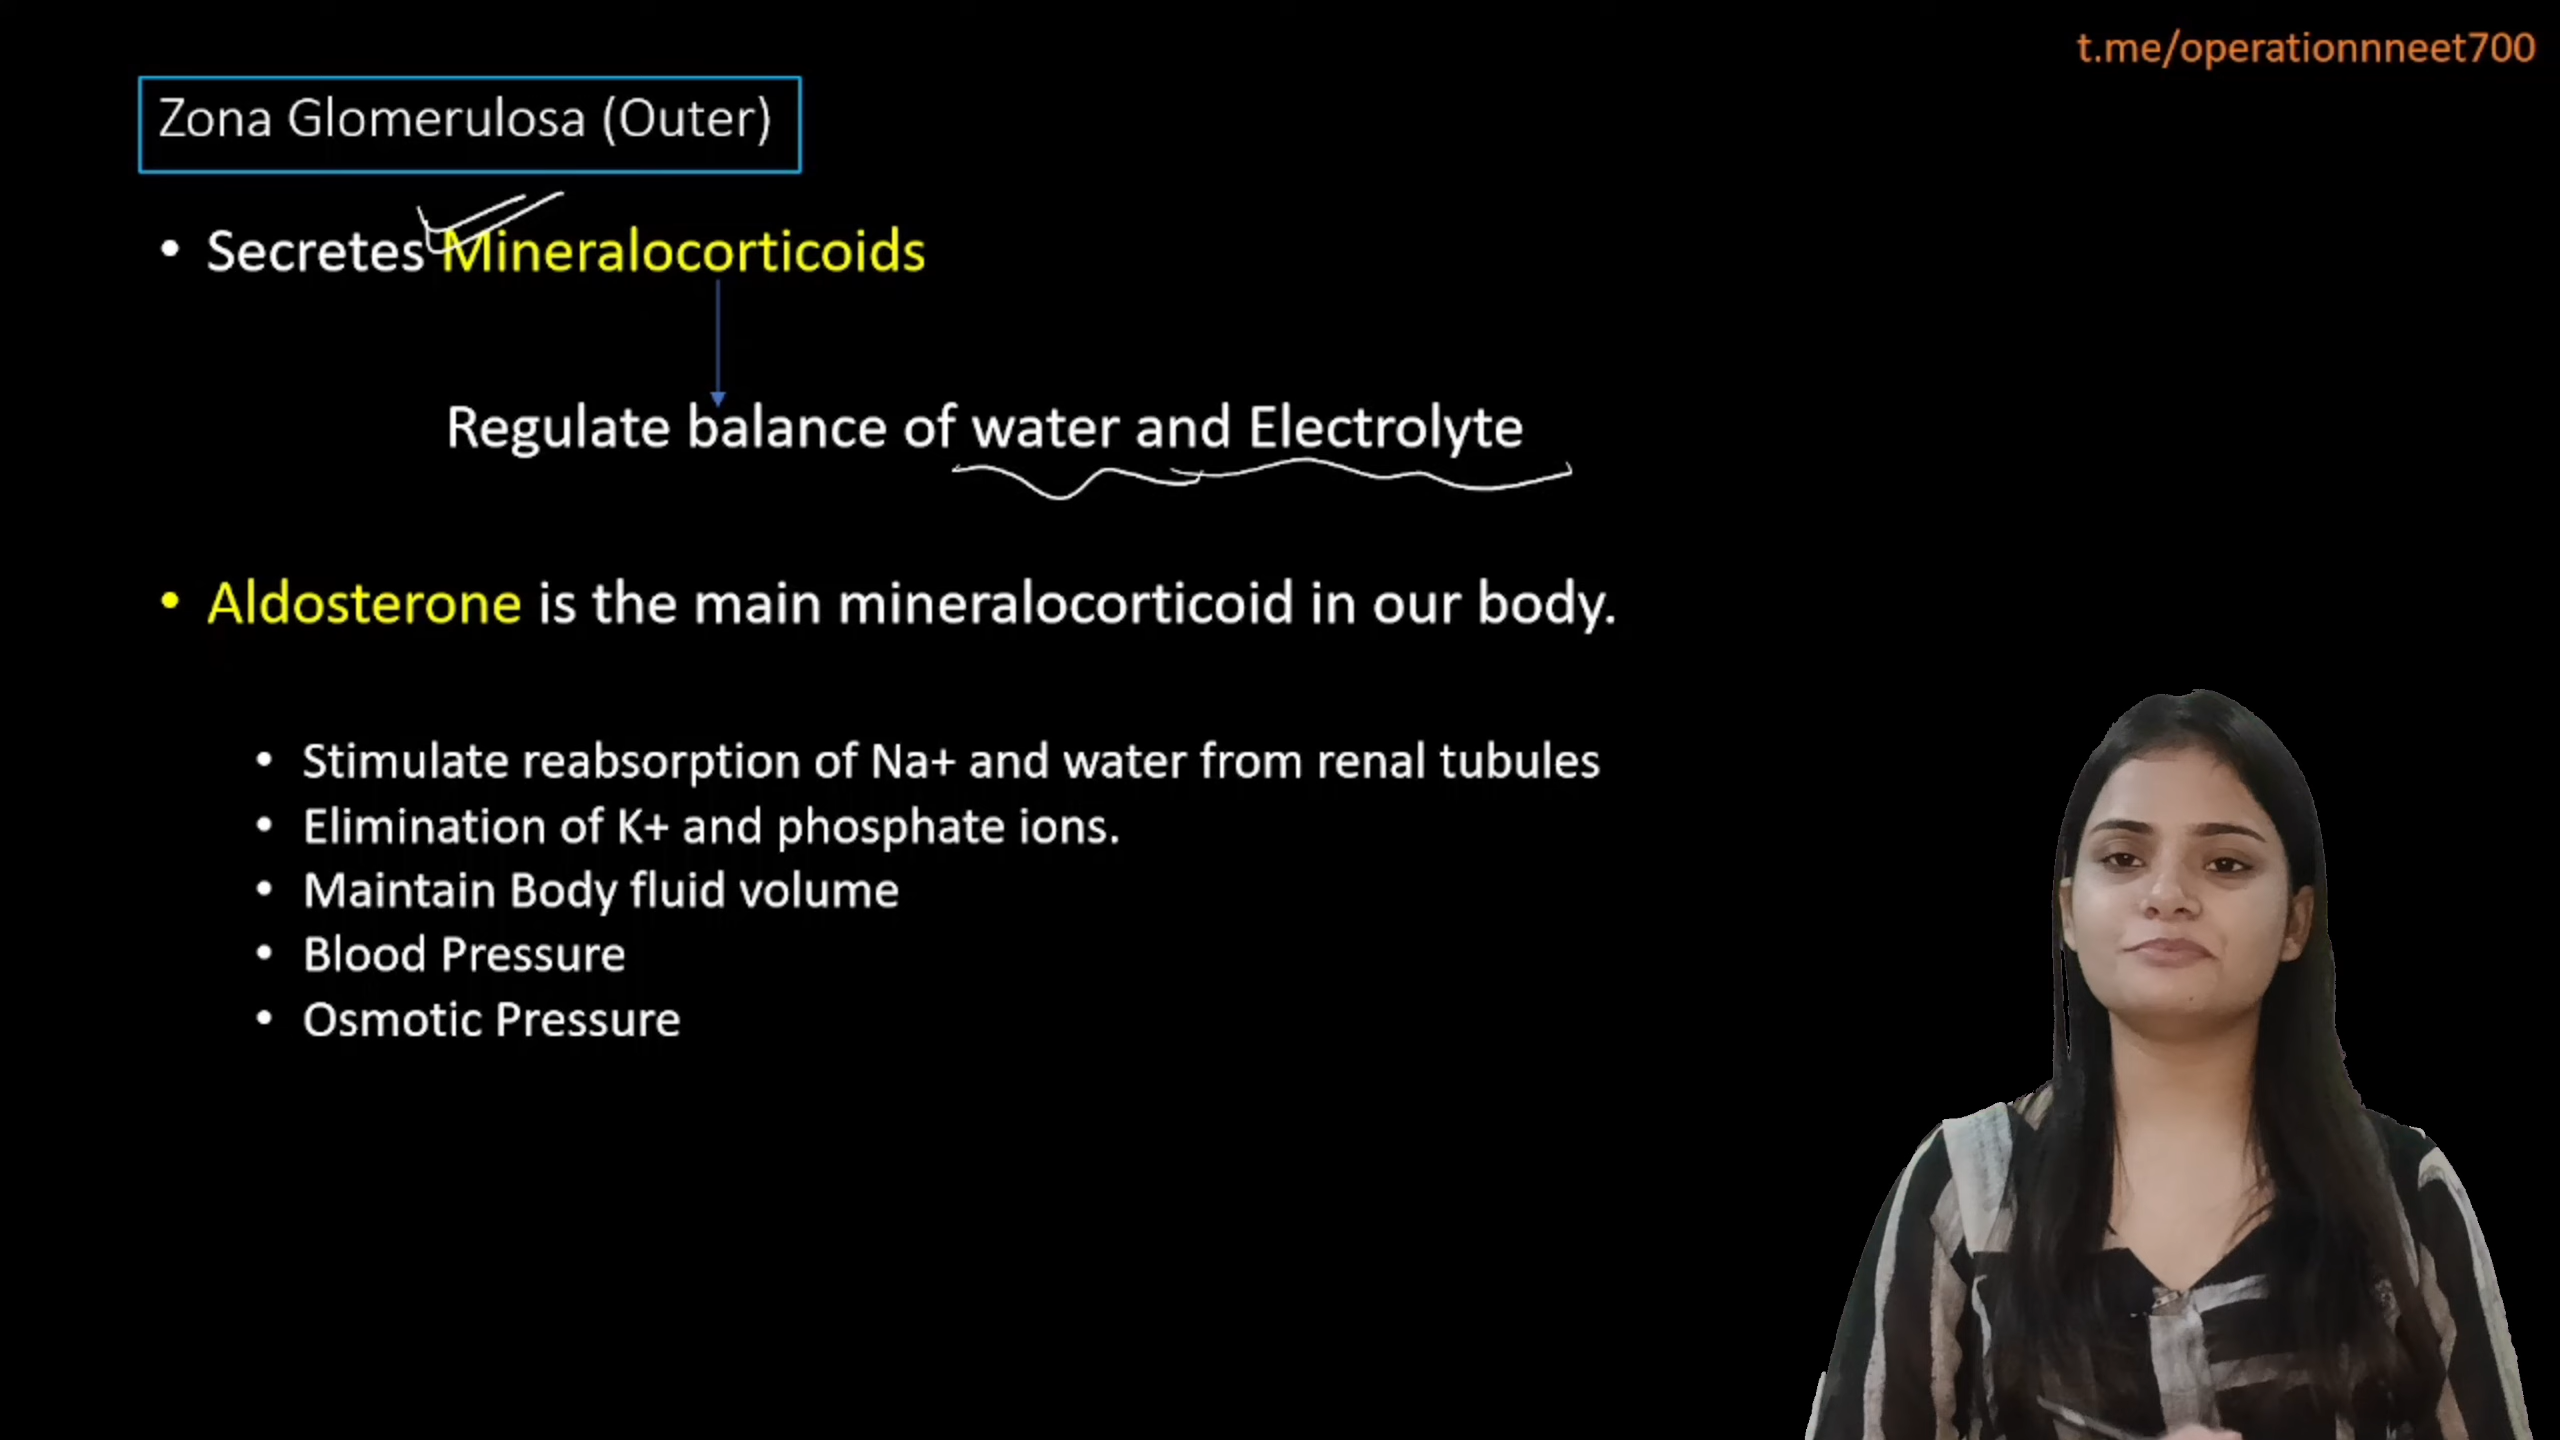 t.me/operationnneet700
Zona Glomerulosa (Outer)
• Secretes Mineralocorticoids
Regulate balance of water and Electrolyte
• Aldosterone is the main mineralocorticoid in our body.
• Stimulate reabsorption of Na+ and water from renal tubules
• Elimination of K+ and phosphate ions.
• Maintain Body fluid volume
• Blood Pressure
• Osmotic Pressure